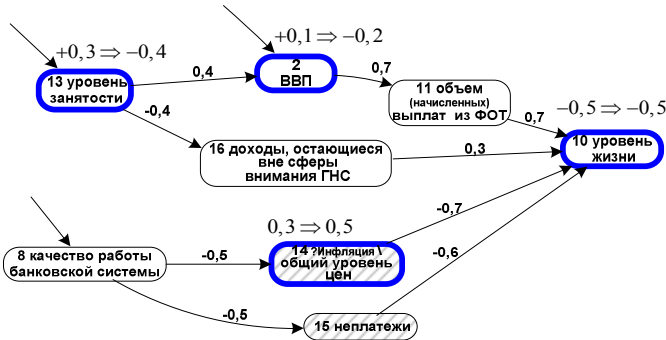 +0,3 ⇒ −0,4
+0,1 ⇒ −0,2
13 уровень
занятости
0,4
2
ВВП
0,7
11 объем
(начисленных)
выплат из ФОТ
0,7
−0,5 ⇒ −0,5
10 уровень
жизни
-0,4
16 доходы, остающиеся
вне сферы
внимания ГНС
0,3
0,3 ⇒ 0,5
-0,7
8 качество работы
банковской системы
-0,5
14 ?Инфляция \
общий уровень
цен
-0,6
-0,5
15 неплатежи